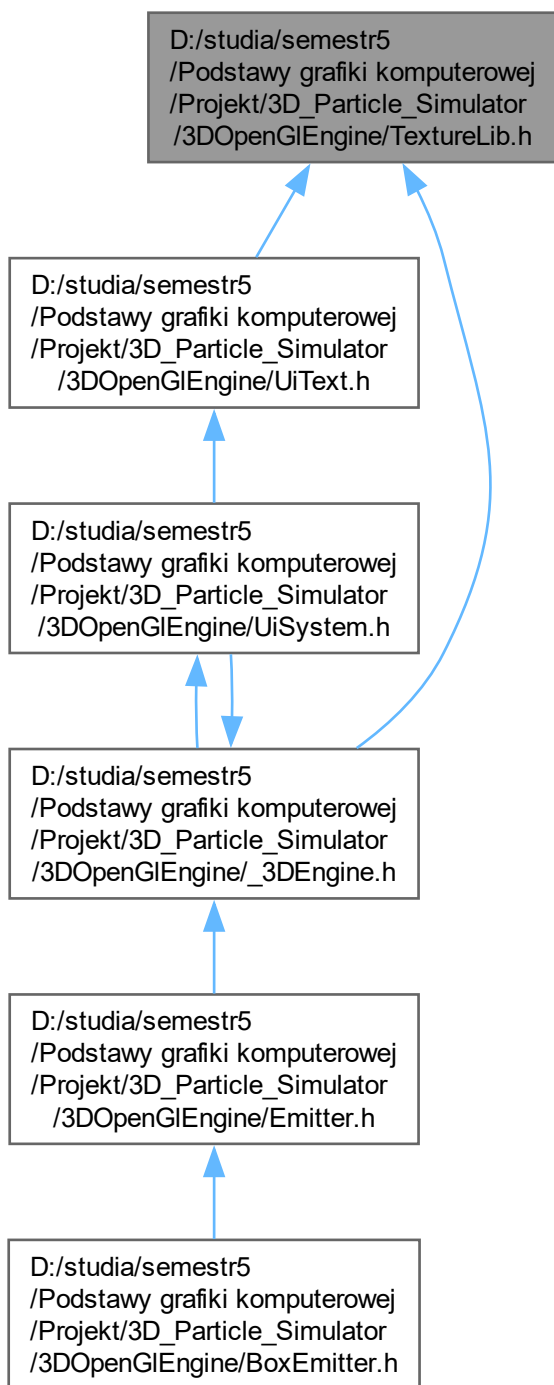 D:/studia/semestr5
/Podstawy grafiki komputerowej
/Projekt/3D_Particle_Simulator
/3DOpenGlEngine/TextureLib.h
D:/studia/semestr5
/Podstawy grafiki komputerowej
/Projekt/3D_Particle_Simulator
/3DOpenGlEngine/UiText.h
D:/studia/semestr5
/Podstawy grafiki komputerowej
/Projekt/3D_Particle_Simulator
/3DOpenGlEngine/UiSystem.h
D:/studia/semestr5
/Podstawy grafiki komputerowej
/Projekt/3D_Particle_Simulator
/3DOpenGlEngine/_3DEngine.h
D:/studia/semestr5
/Podstawy grafiki komputerowej
/Projekt/3D_Particle_Simulator
/3DOpenGlEngine/Emitter.h
D:/studia/semestr5
/Podstawy grafiki komputerowej
/Projekt/3D_Particle_Simulator
/3DOpenGlEngine/BoxEmitter.h